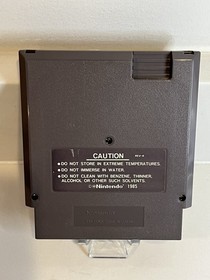 CAUTION
•DO NOT STORE IN EXTREME TEMPERATURES.
•DO NOT IMMERSE IN WATER.
•DO NOT CLEAN WITH BENZENE, THINNER,
ALCOHOL OR OTHER SUCH SOLVENTS.
©Nintendo 1985